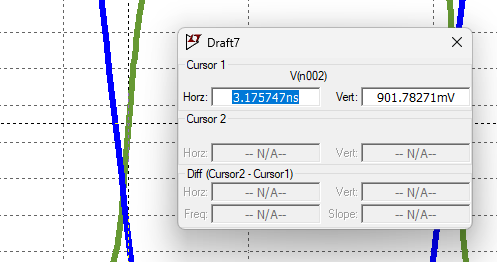 Draft7
Cursor 1
V(n002)
Horz: 3.175747ns Vert: 901.78271mV
Cursor 2
Horz: -- N/A-- Vert: -- N/A--
Diff (Cursor2 - Cursor1)
Horz: -- N/A-- Vert: -- N/A--
Freq: -- N/A-- Slope: -- N/A--